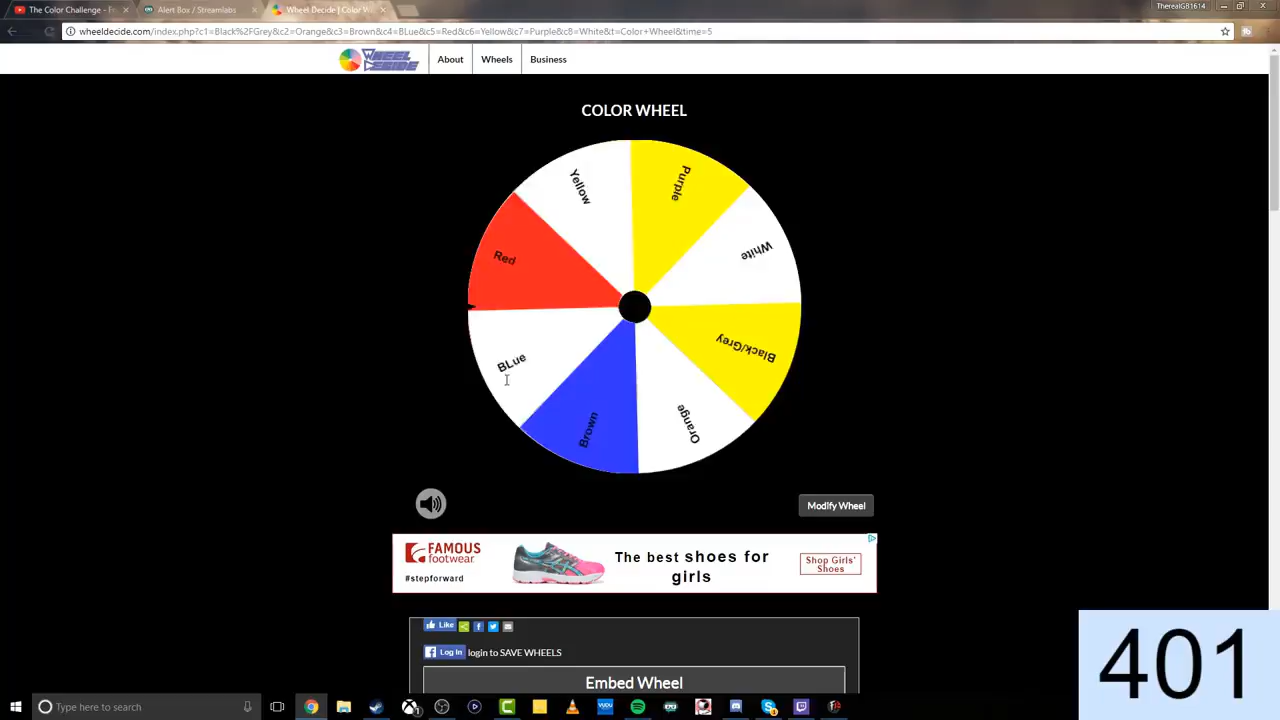 The Color Challenge - F
Alert Box / Streamlabs
Wheel Decide | Color W
TherealGB1614
wheeldecide.com/index.php?c1=Black%2FGrey&c2=Orange&c3=Brown&c4=BLue&c5=Red&c6=Yellow&c7=Purple&c8=White&t=Color+Wheel&time=5
WHEEL DECIDE
About
Wheels
Business
COLOR WHEEL
Purple
Yellow
White
Red
Black/Grey
BLue
Orange
Brown
Modify Wheel
FAMOUS footwear
#stepforward
The best shoes for
girls
Shop Girls'
Shoes
Like
Log In
login to SAVE WHEELS
Embed Wheel
401
Type here to search